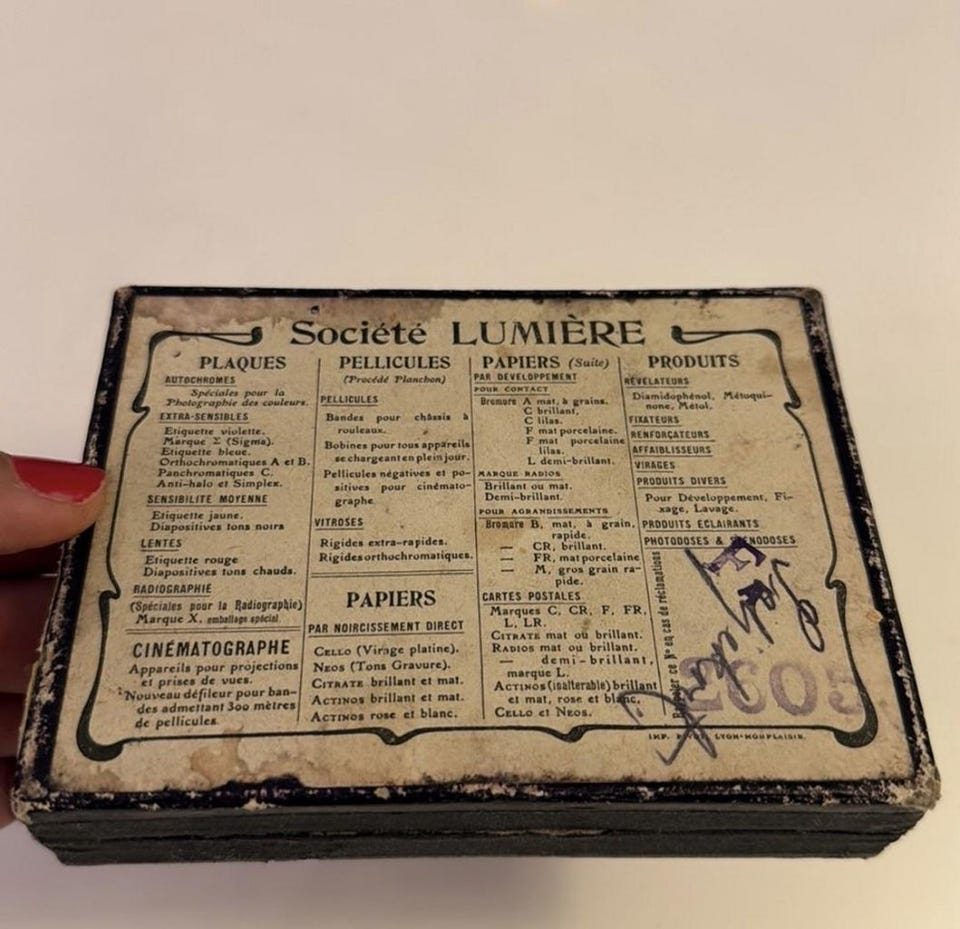 Société LUMIÈRE
PLAQUES
AUTOCHROMES
Spéciales pour la
Photographie des couleurs.
EXTRA-SENSIBLES
Etiquette violette.
Marque Σ (Sigma).
Etiquette bleue.
Orthochromatiques A et B.
Panchromatiques C.
Anti-halo et Simplex.
SENSIBILITE MOYENNE
Etiquette jaune.
Diapositives tons noirs
LENTES
Etiquette rouge
Diapositives tons chauds.
RADIOGRAPHIE
(Spéciales pour la Radiographie)
Marque X, emballage spécial
CINÉMATOGRAPHE
Appareils pour projections
et prises de vues.
Nouveau défileur pour ban-
des admettant 300 mètres
de pellicules
PELLICULES
(Procédé Planchon)
PELLICULES
Bandes pour châssis à
rouleaux.
Bobines pour tous appareils
se chargeant en plein jour.
Pellicules négatives et po-
sitives pour cinémato-
graphe
VITROSES
Rigides extra-rapides.
Rigides orthochromatiques.
PAPIERS
PAR NOIRCISSEMENT DIRECT
CELLO (Virage platine).
NEOS (Tons Gravure).
CITRATE brillant et mat.
ACTINOS brillant et mat.
ACTINOS rose et blanc.
PAPIERS (Suite)
PAR DÉVELOPPEMENT
POUR CONTACT
Bromure A mat, à grains.
C brillant,
C lilas.
F mat porcelaine.
F mat porcelaine
lilas.
L demi-brillant.
MARQUE RADIOS
Brillant ou mat.
Demi-brillant.
POUR AGRANDISSEMENTS
Bromure B, mat, à grain,
rapide.
— CR, brillant.
— FR, mat porcelaine
— M, gros grain ra-
pide.
CARTES POSTALES
Marques C, CR, F, FR,
L, LR.
CITRATE mat ou brillant.
RADIOS mat ou brillant.
— demi-brillant,
marque L.
ACTINOS (inaltérable) brillant
et mat, rose et blanc,
CELLO et NEOS.
PRODUITS
RÉVÉLATEURS
Diamidophénol, Métoqui-
none, Métol.
FIXATEURS
RENFORÇATEURS
AFFAIBLISSEURS
VIRAGES
PRODUITS DIVERS
Pour Développement, Fi-
xage, Lavage.
PRODUITS ECLAIRANTS
PHOTODOSES &
ce No en cas de réclamations
IMP. LYON-MONPLAISIR.